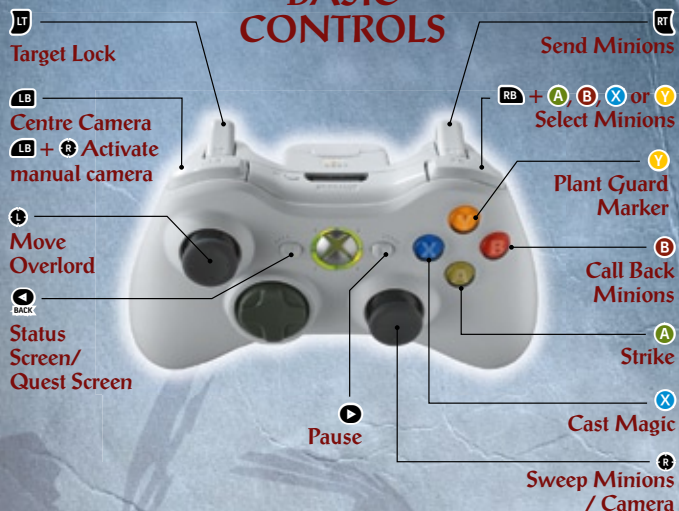 BASIC
CONTROLS
LT
Target Lock
LB
Centre Camera
LB + R Activate
manual camera
L
Move
Overlord
BACK
Status
Screen/
Quest Screen
Pause
RT
Send Minions
RB + A, B, X or Y
Select Minions
Y
Plant Guard
Marker
B
Call Back
Minions
A
Strike
X
Cast Magic
R
Sweep Minions
/ Camera
Y
X
B
A